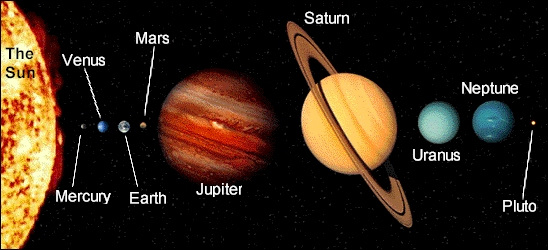 The
Sun
Venus
Mars
Saturn
Neptune
Mercury
Earth
Jupiter
Uranus
Pluto